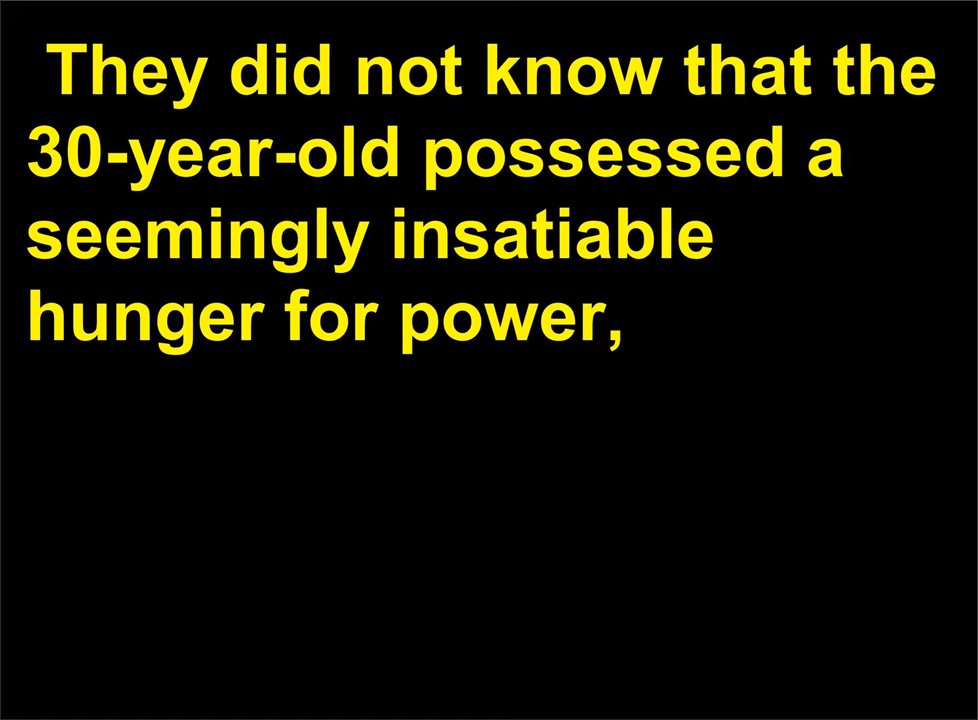 They did not know that the
30-year-old possessed a
seemingly insatiable
hunger for power,